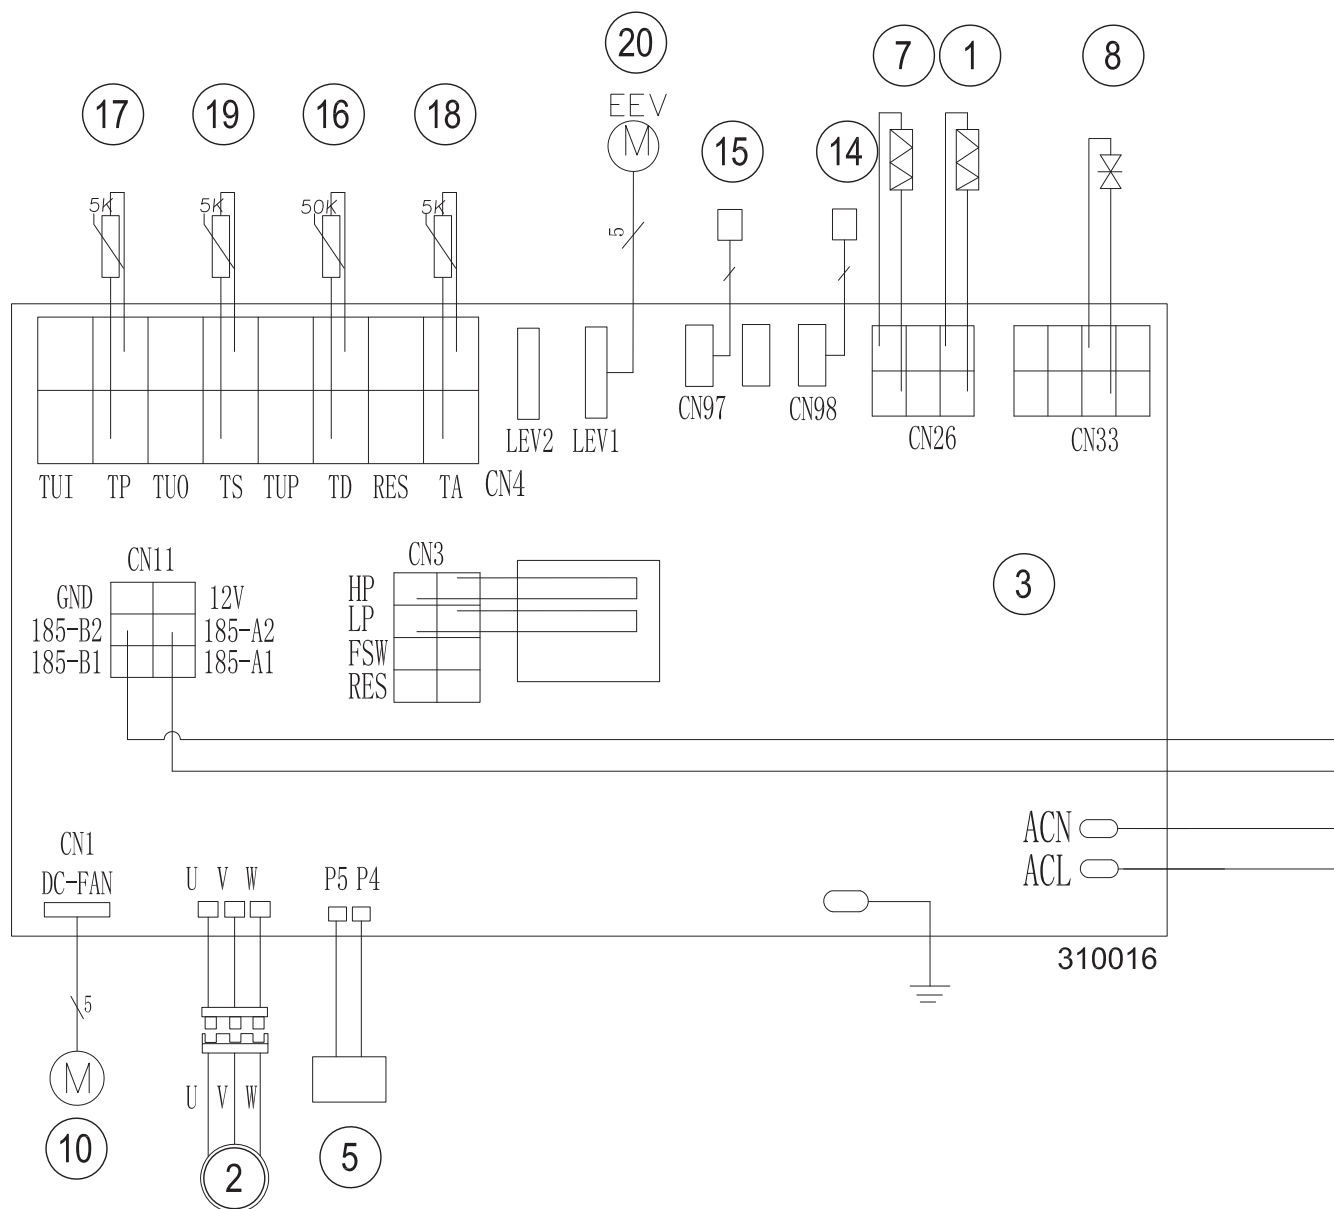 20
7
1
8
17
19
16
18
EEV
M
15
14
5K
5K
50K
5K
5
CN97
CN98
CN26
CN33
LEV2
LEV1
TUI
TP
TUO
TS
TUP
TD
RES
TA
CN4
CN11
CN3
GND
12V
HP
3
185-B2
185-A2
LP
185-B1
185-A1
FSW
RES
ACN
CN1
ACL
DC-FAN
U
V
W
P5
P4
310016
5
M
U
V
W
10
5
2